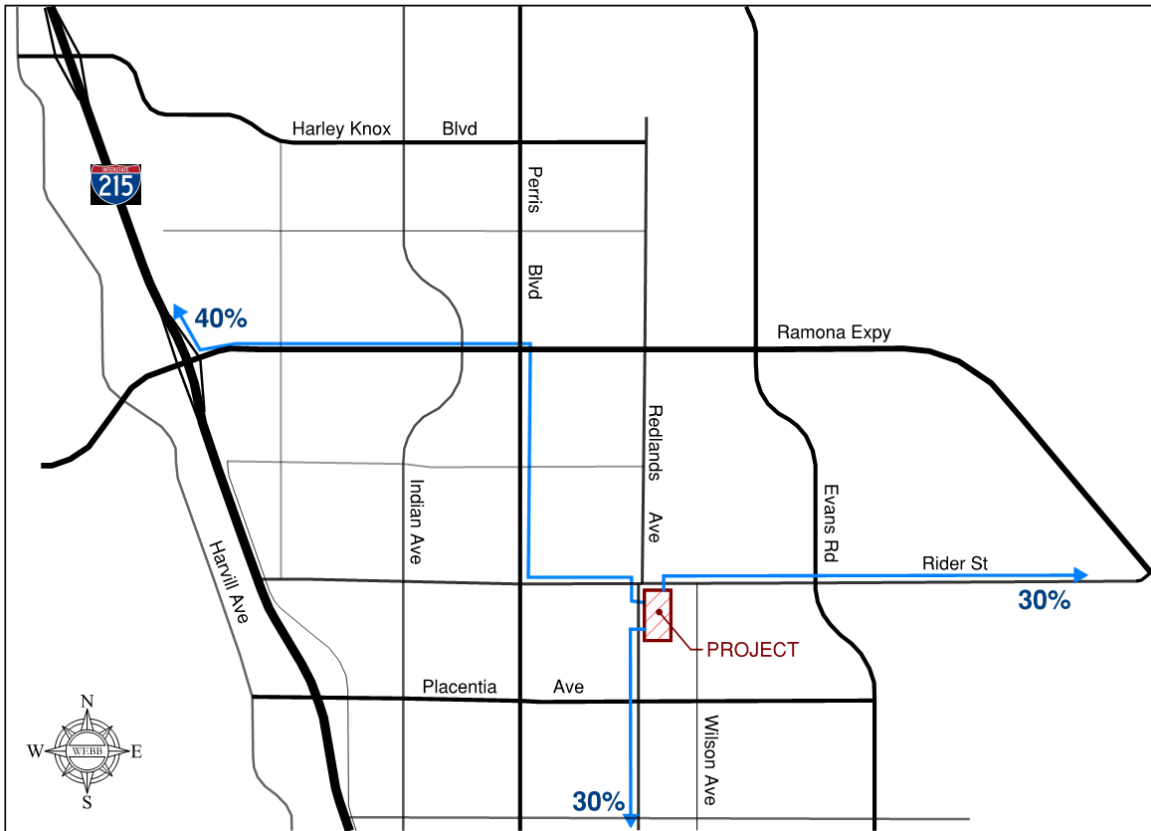 Harley Knox Blvd
INTERSTATE
215
Perris Blvd
40%
Ramona Expy
Redlands Ave
Indian Ave
Evans Rd
Harvill Ave
Rider St
30%
PROJECT
Placentia Ave
Wilson Ave
30%
N
W WEBB E
S